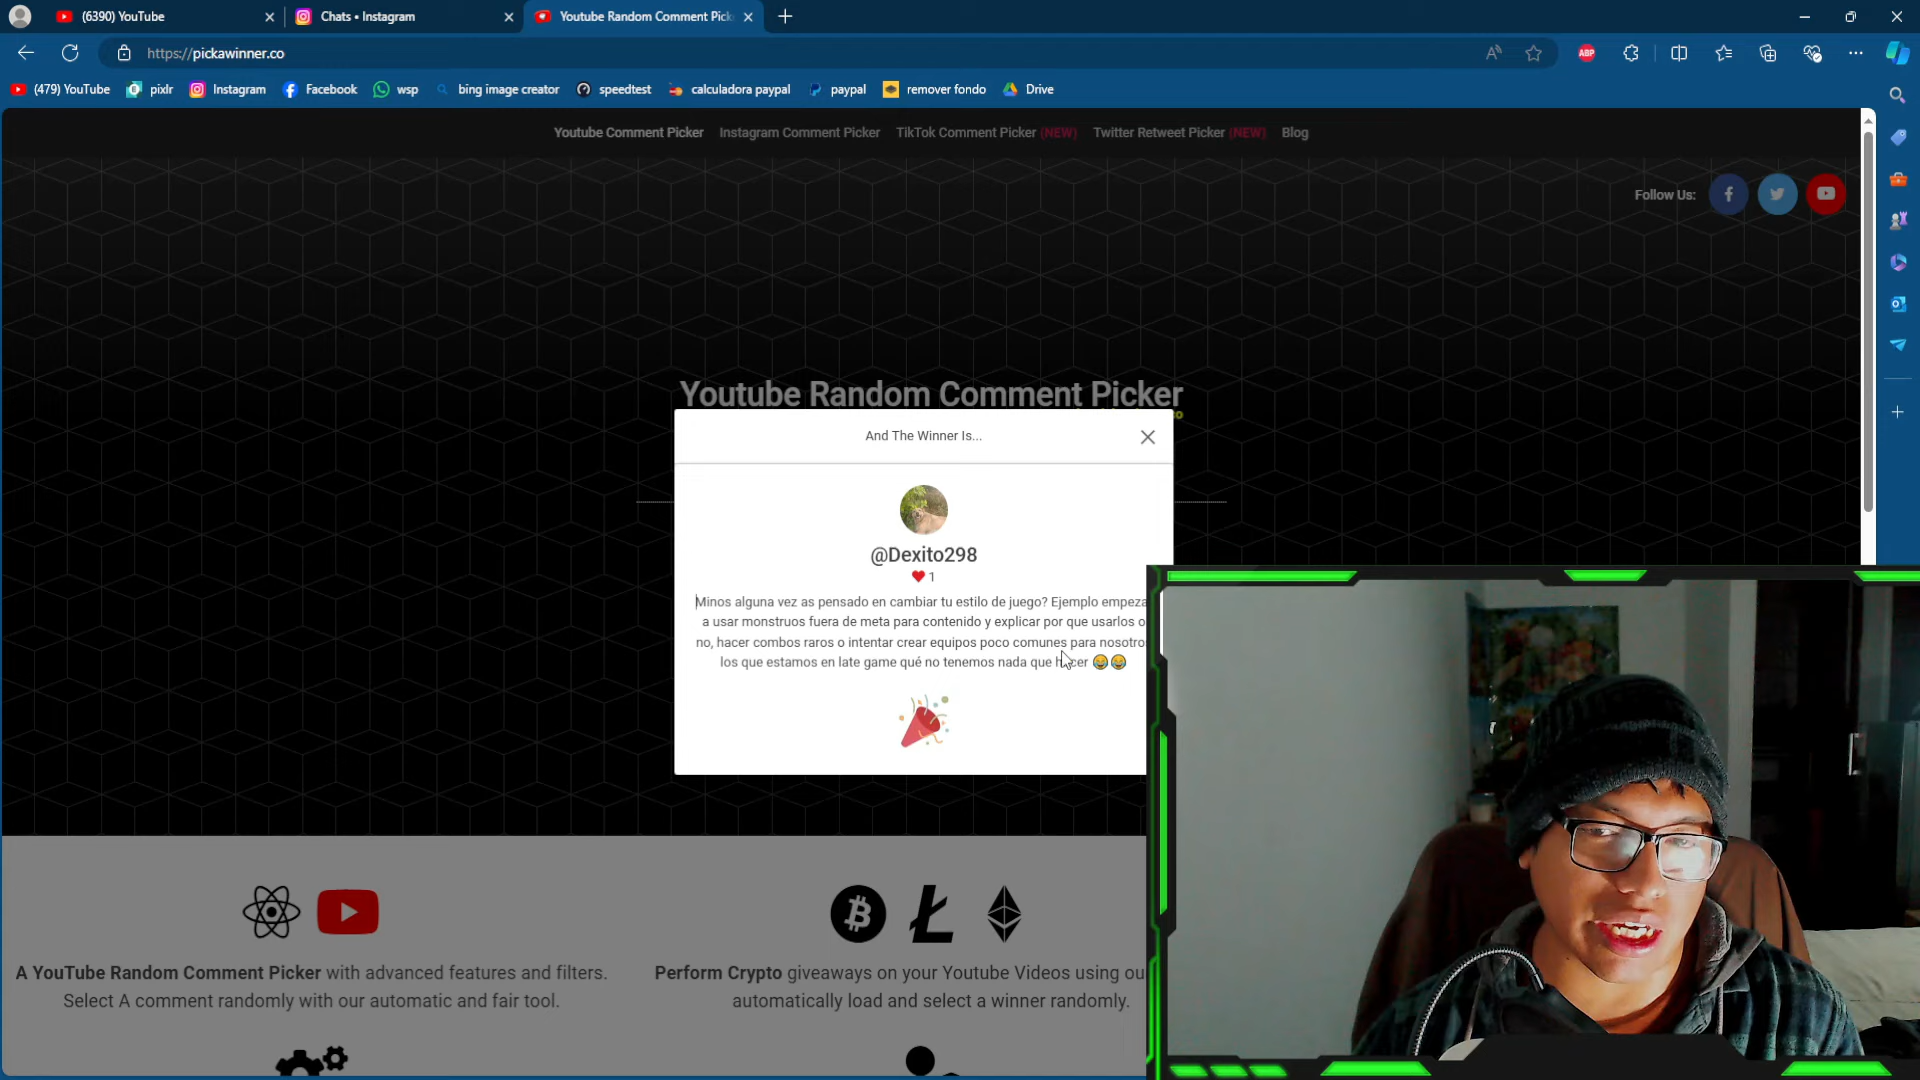 (6390) YouTube
Chats • Instagram
Youtube Random Comment Pick
https://pickawinner.co
ABP
(479) YouTube
pixlr
Instagram
Facebook
wsp
bing image creator
speedtest
calculadora paypal
paypal
remover fondo
Drive
Youtube Comment Picker
Instagram Comment Picker
TikTok Comment Picker (NEW)
Twitter Retweet Picker (NEW)
Blog
Follow Us:
Youtube Random Comment Picker
And The Winner Is...
@Dexito298
1
Minos alguna vez as pensado en cambiar tu estilo de juego? Ejemplo empeza
a usar monstruos fuera de meta para contenido y explicar por que usarlos o
no, hacer combos raros o intentar crear equipos poco comunes para nosotro
los que estamos en late game qué no tenemos nada que hacer 😂😂
A YouTube Random Comment Picker with advanced features and filters.
Select A comment randomly with our automatic and fair tool.
Perform Crypto giveaways on your Youtube Videos using ou
automatically load and select a winner randomly.